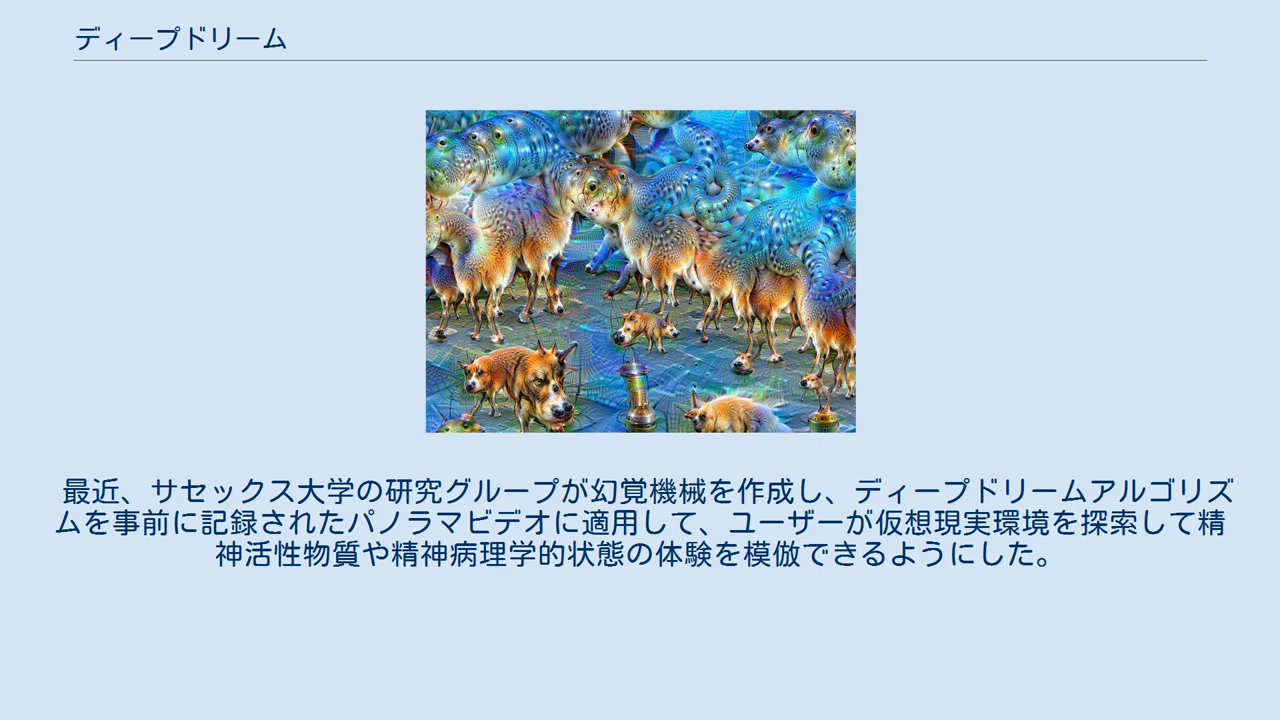 ディープドリーム
最近、サセックス大学の研究グループが幻覚機械を作成し、ディープドリームアルゴリズ
ムを事前に記録されたパノラマビデオに適用して、ユーザーが仮想現実環境を探索して精
神活性物質や精神病理学的状態の体験を模倣できるようにした。